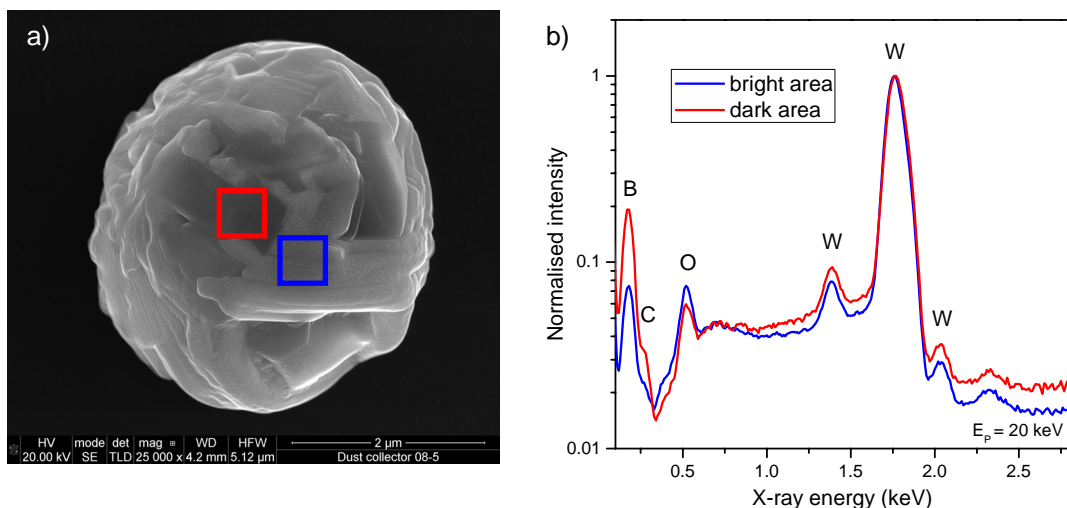 a)
HV mode det mag ⊞ WD HFW 2 µm
20.00 kV SE TLD 25 000 x 4.2 mm 5.12 µm Dust collector 08-5
b)
bright area
dark area
W
B
W
O
C
W
1
0.1
0.01
Normalised intensity
E_P = 20 keV
0.5 1.0 1.5 2.0 2.5
X-ray energy (keV)